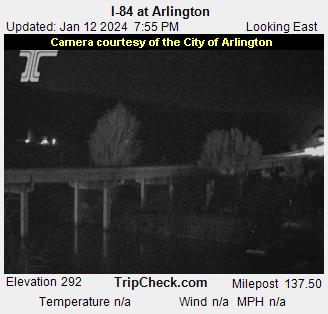 I-84 at Arlington
Updated: Jan 12 2024 7:55 PM Looking East
Camera courtesy of the City of Arlington
Elevation 292 TripCheck.com Milepost 137.50
Temperature n/a Wind n/a MPH n/a